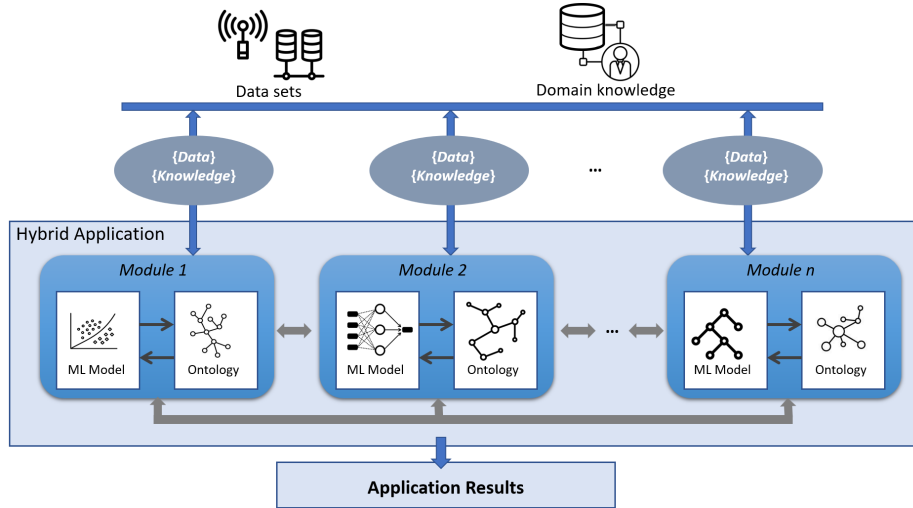 Data sets
Domain knowledge
{Data}
{Knowledge}
{Data}
{Knowledge}
...
{Data}
{Knowledge}
Hybrid Application
Module 1
Module 2
Module n
ML Model
Ontology
ML Model
Ontology
...
ML Model
Ontology
Application Results